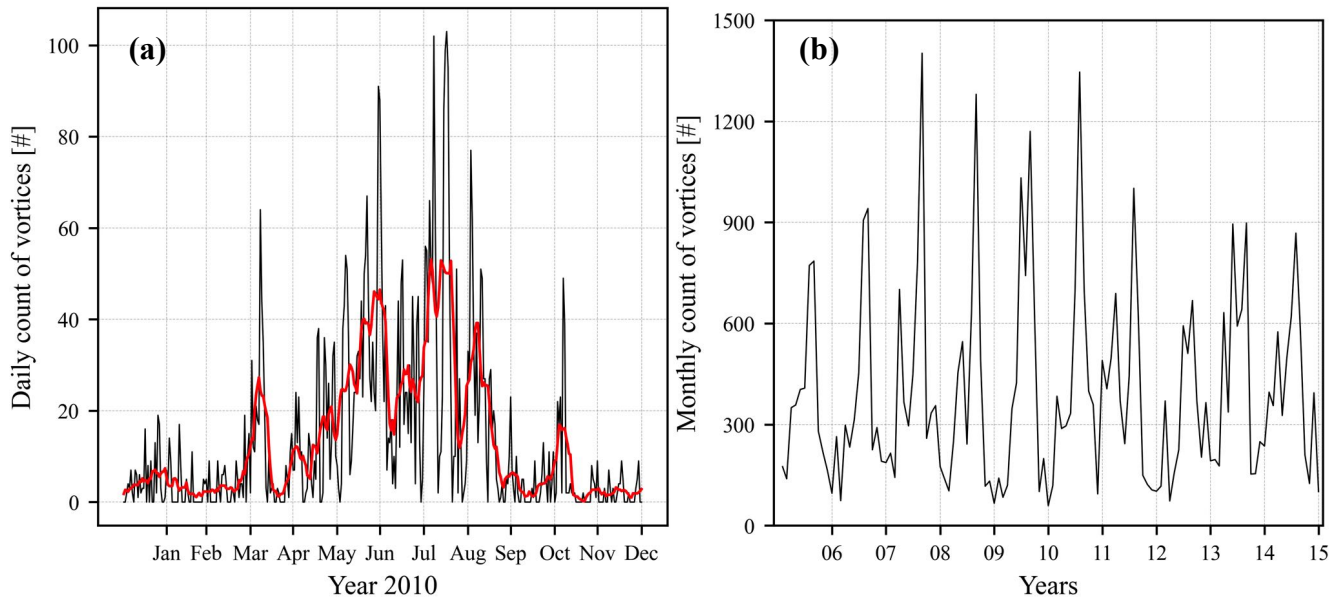 (a)
Daily count of vortices [#]
100
80
60
40
20
0
Jan Feb Mar Apr May Jun Jul Aug Sep Oct Nov Dec
Year 2010
(b)
Monthly count of vortices [#]
1500
1200
900
600
300
0
06 07 08 09 10 11 12 13 14 15
Years